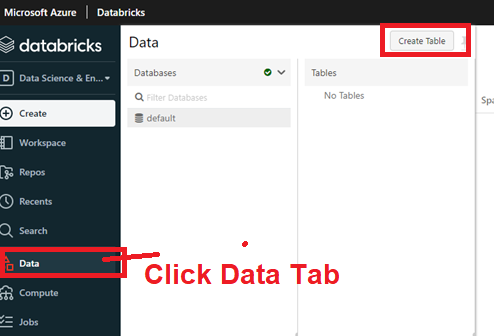 Microsoft Azure Databricks
databricks
D Data Science & En...
Create
Workspace
Repos
Recents
Search
Data
Compute
Jobs
Data
Create Table
Databases
Filter Databases
default
Tables
No Tables
Spa
Click Data Tab